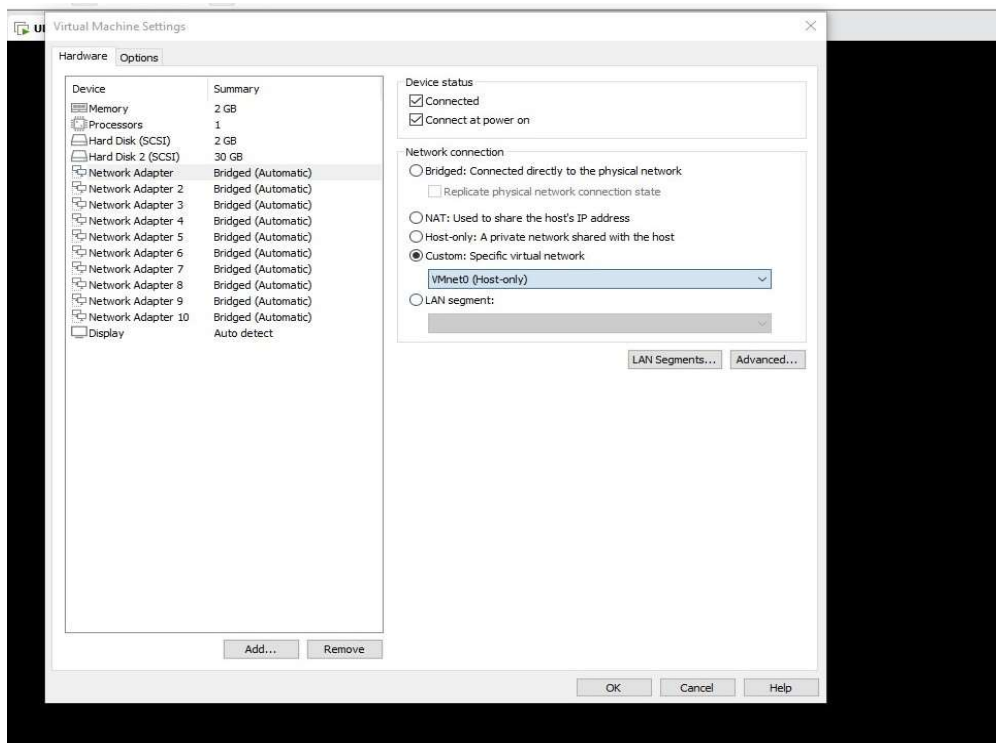 UI
Virtual Machine Settings
Hardware Options
Device Summary
Memory 2 GB
Processors 1
Hard Disk (SCSI) 2 GB
Hard Disk 2 (SCSI) 30 GB
Network Adapter Bridged (Automatic)
Network Adapter 2 Bridged (Automatic)
Network Adapter 3 Bridged (Automatic)
Network Adapter 4 Bridged (Automatic)
Network Adapter 5 Bridged (Automatic)
Network Adapter 6 Bridged (Automatic)
Network Adapter 7 Bridged (Automatic)
Network Adapter 8 Bridged (Automatic)
Network Adapter 9 Bridged (Automatic)
Network Adapter 10 Bridged (Automatic)
Display Auto detect
Add... Remove
Device status
Connected
Connect at power on
Network connection
Bridged: Connected directly to the physical network
Replicate physical network connection state
NAT: Used to share the host's IP address
Host-only: A private network shared with the host
Custom: Specific virtual network
VMnet0 (Host-only)
LAN segment:
LAN Segments... Advanced...
OK Cancel Help